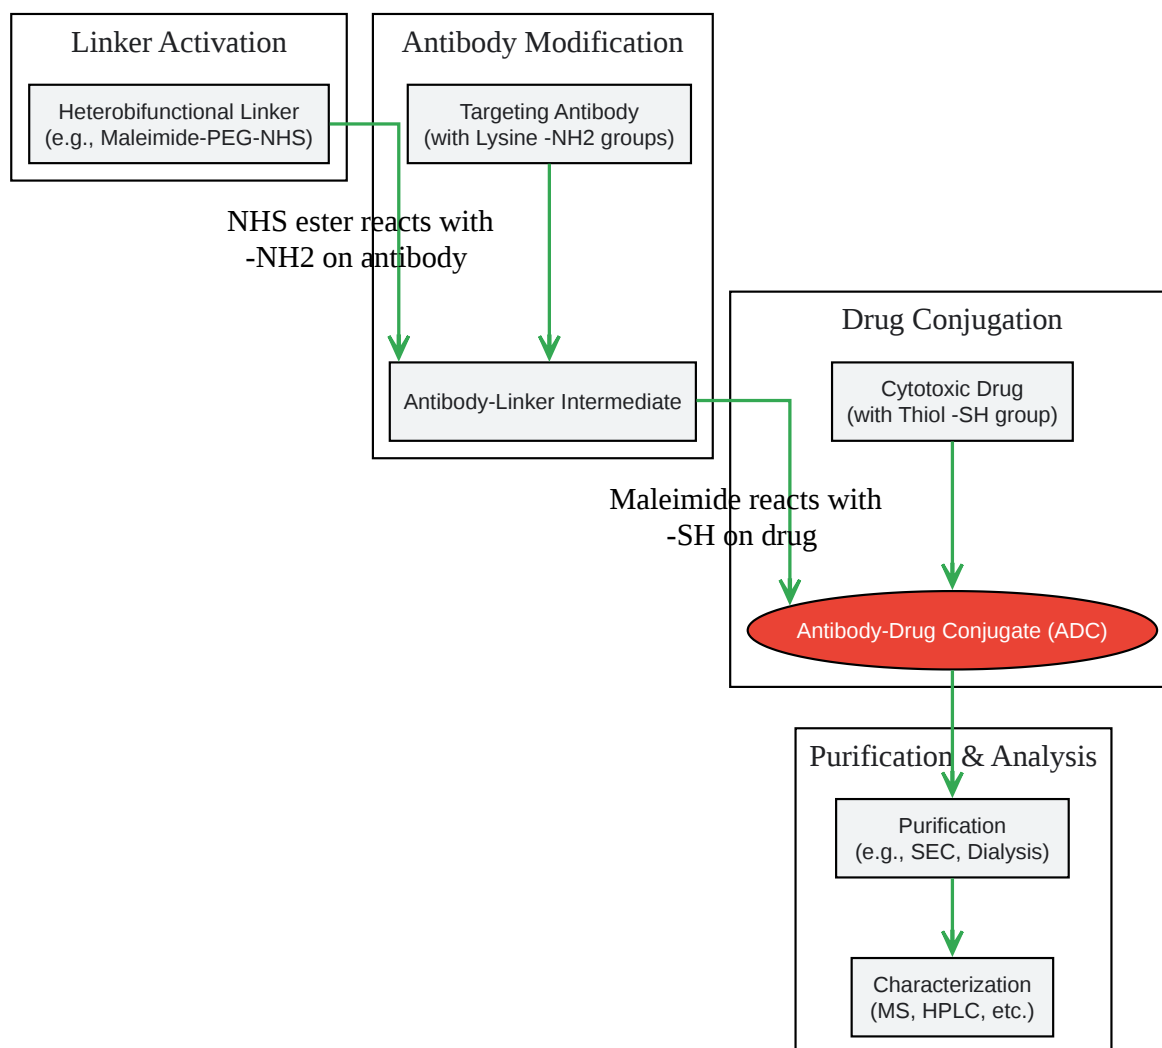 Linker Activation
Heterobifunctional Linker
(e.g., Maleimide-PEG-NHS)
Antibody Modification
Targeting Antibody
(with Lysine -NH2 groups)
NHS ester reacts with
-NH2 on antibody
Antibody-Linker Intermediate
Drug Conjugation
Cytotoxic Drug
(with Thiol -SH group)
Maleimide reacts with
-SH on drug
Antibody-Drug Conjugate (ADC)
Purification & Analysis
Purification
(e.g., SEC, Dialysis)
Characterization
(MS, HPLC, etc.)